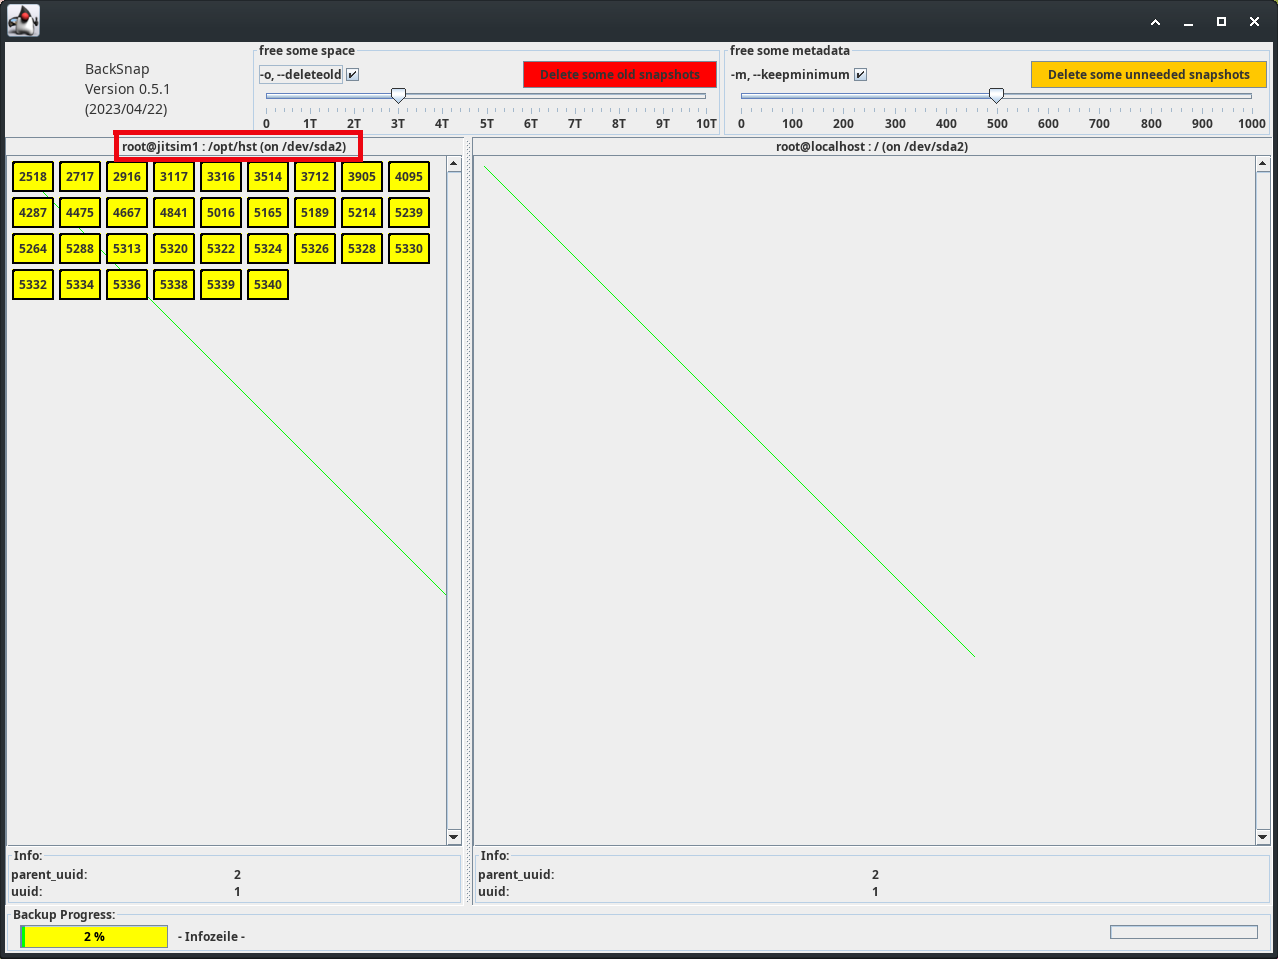 BackSnap
Version 0.5.1
(2023/04/22)
free some space
-o, --deleteold
Delete some old snapshots
0 1T 2T 3T 4T 5T 6T 7T 8T 9T 10T
free some metadata
-m, --keepminimum
Delete some unneeded snapshots
0 100 200 300 400 500 600 700 800 900 1000
root@jitsim1 : /opt/hst (on /dev/sda2)
2518 2717 2916 3117 3316 3514 3712 3905 4095
4287 4475 4667 4841 5016 5165 5189 5214 5239
5264 5288 5313 5320 5322 5324 5326 5328 5330
5332 5334 5336 5338 5339 5340
root@localhost : / (on /dev/sda2)
Info:
parent_uuid: 2
uuid: 1
Info:
parent_uuid: 2
uuid: 1
Backup Progress:
2 %
- Infozeile -